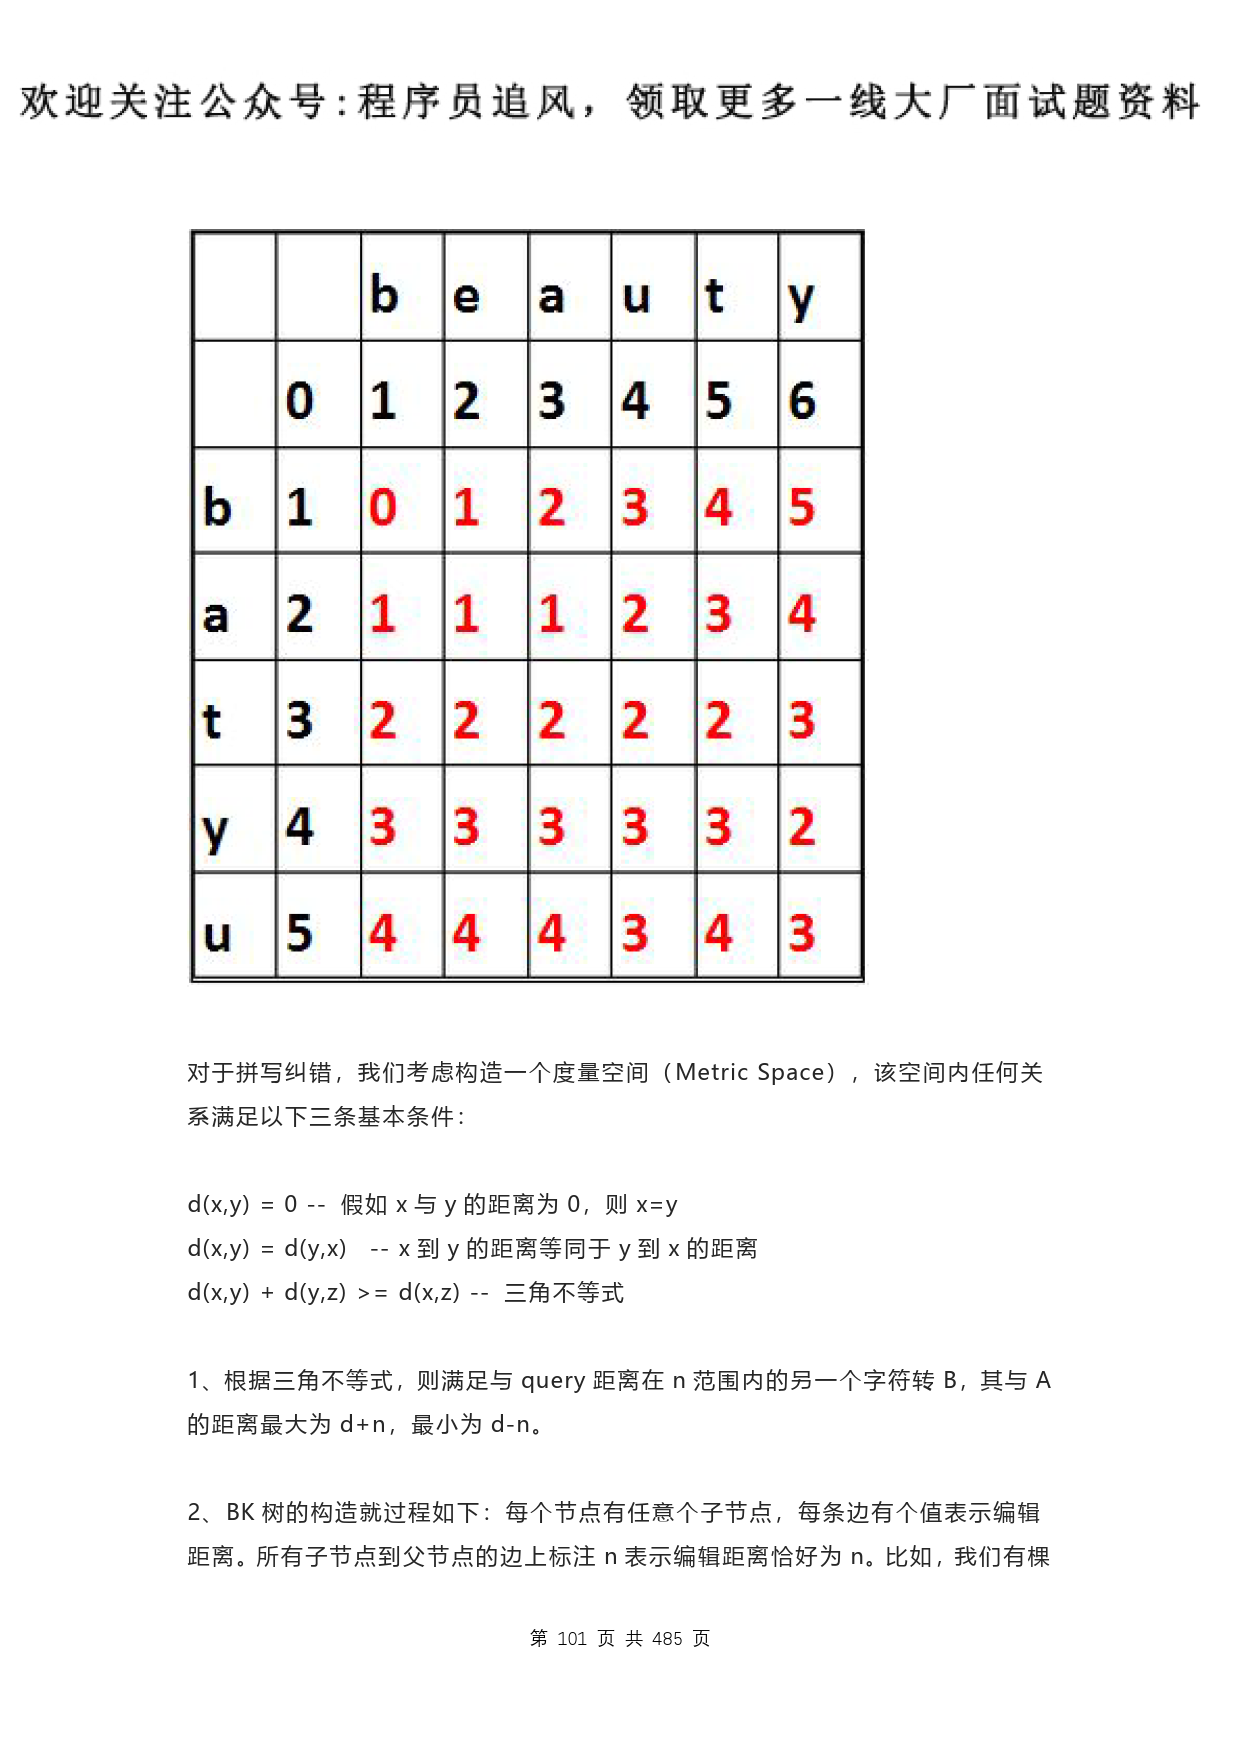 欢迎关注公众号:程序员追风，领取更多一线大厂面试题资料
b e a u t y
0 1 2 3 4 5 6
b 1 0 1 2 3 4 5
a 2 1 1 1 2 3 4
t 3 2 2 2 2 2 3
y 4 3 3 3 3 3 2
u 5 4 4 4 3 4 3
对于拼写纠错，我们考虑构造一个度量空间（Metric Space），该空间内任何关
系满足以下三条基本条件：
d(x,y) = 0 -- 假如 x 与 y 的距离为 0，则 x=y
d(x,y) = d(y,x) -- x 到 y 的距离等同于 y 到 x 的距离
d(x,y) + d(y,z) >= d(x,z) -- 三角不等式
1、根据三角不等式，则满足与 query 距离在 n 范围内的另一个字符转 B，其与 A
的距离最大为 d+n，最小为 d-n。
2、BK 树的构造就过程如下：每个节点有任意个子节点，每条边有个值表示编辑
距离。所有子节点到父节点的边上标注 n 表示编辑距离恰好为 n。比如，我们有棵
第 101 页 共 485 页